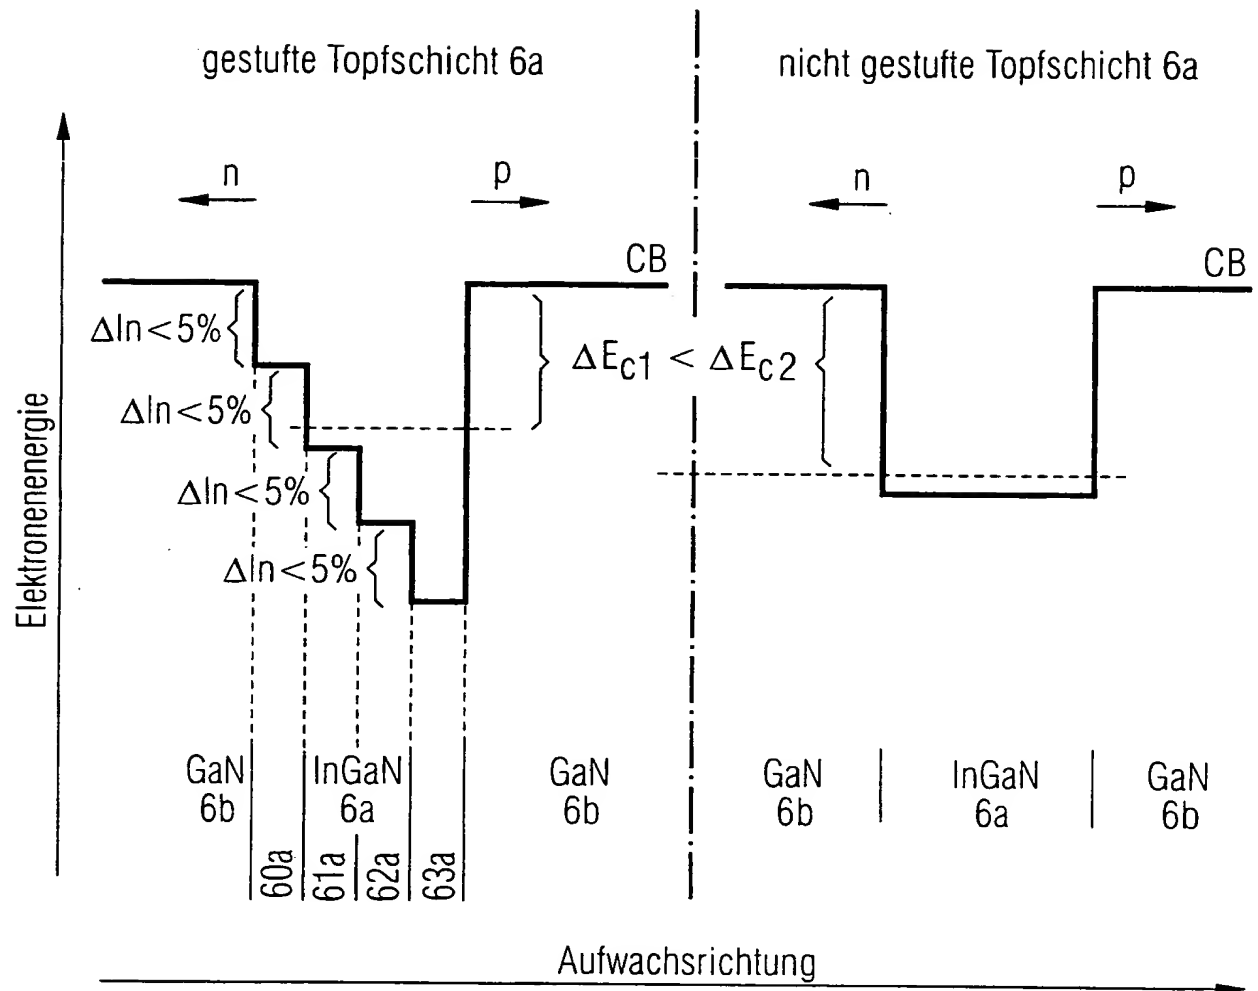 gestufte Topfschicht 6a
nicht gestufte Topfschicht 6a
n
p
n
p
CB
CB
ΔIn<5%
ΔE_c1 < ΔE_c2
ΔIn<5%
ΔIn<5%
ΔIn<5%
Elektronenenergie
GaN
6b
InGaN
6a
GaN
6b
GaN
6b
InGaN
6a
GaN
6b
60a
61a
62a
63a
Aufwachsrichtung